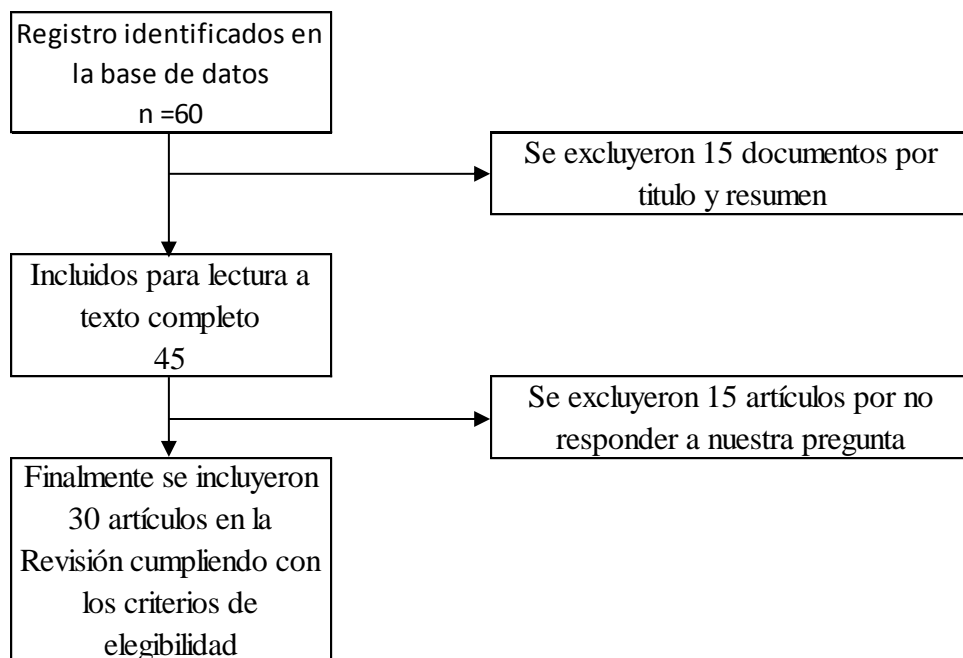 Registro identificados en
la base de datos
n =60
Se excluyeron 15 documentos por
titulo y resumen
Incluidos para lectura a
texto completo
45
Se excluyeron 15 artículos por no
responder a nuestra pregunta
Finalmente se incluyeron
30 artículos en la
Revisión cumpliendo con
los criterios de
elegibilidad